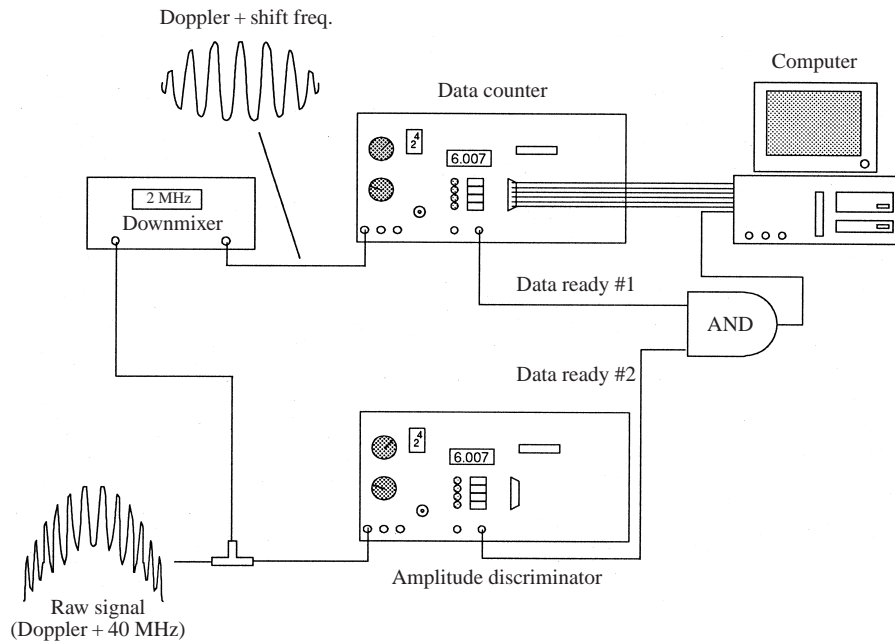 Doppler + shift freq.
Data counter
Computer
4
2
6.007
2 MHz
Downmixer
Data ready #1
AND
Data ready #2
4
2
6.007
Amplitude discriminator
Raw signal
(Doppler + 40 MHz)